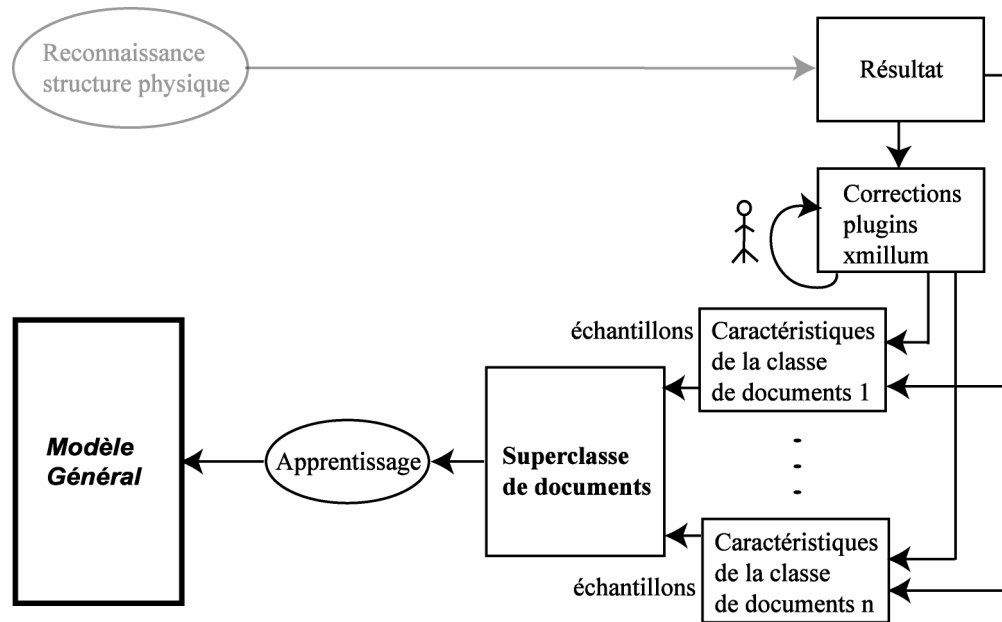 Reconnaissance
structure physique
Résultat
Corrections
plugins
xmillum
échantillons
Caractéristiques
de la classe
de documents 1
Modèle
Général
Apprentissage
Superclasse
de documents
échantillons
Caractéristiques
de la classe
de documents n